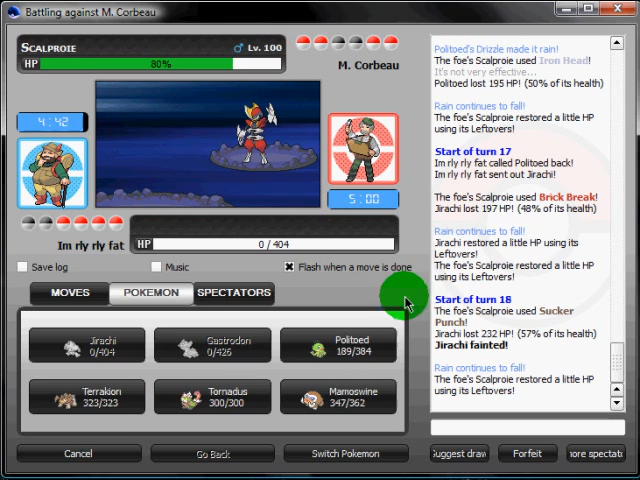 Battling against M. Corbeau
SCALPROIE ♂ Lv. 100
HP 80%
M. Corbeau
4:42
5:00
Im rly rly fat
HP 0 / 404
Save log
Music
Flash when a move is done
MOVES
POKEMON
SPECTATORS
Jirachi
0/404
Gastrodon
0/426
Politoed
189/384
Terrakion
323/323
Tornadus
300/300
Mamoswine
347/362
Cancel
Go Back
Switch Pokemon
Politoed's Drizzle made it rain!
The foe's Scalproie used Iron Head!
It's not very effective...
Politoed lost 195 HP! (50% of its health)
Rain continues to fall!
The foe's Scalproie restored a little HP
using its Leftovers!
Start of turn 17
Im rly rly fat called Politoed back!
Im rly rly fat sent out Jirachi!
The foe's Scalproie used Brick Break!
Jirachi lost 197 HP! (48% of its health)
Rain continues to fall!
Jirachi restored a little HP using its
Leftovers!
The foe's Scalproie restored a little HP
using its Leftovers!
Start of turn 18
The foe's Scalproie used Sucker
Punch!
Jirachi lost 232 HP! (57% of its health)
Jirachi fainted!
Rain continues to fall!
The foe's Scalproie restored a little HP
using its Leftovers!
Suggest draw
Forfeit
ore spectato